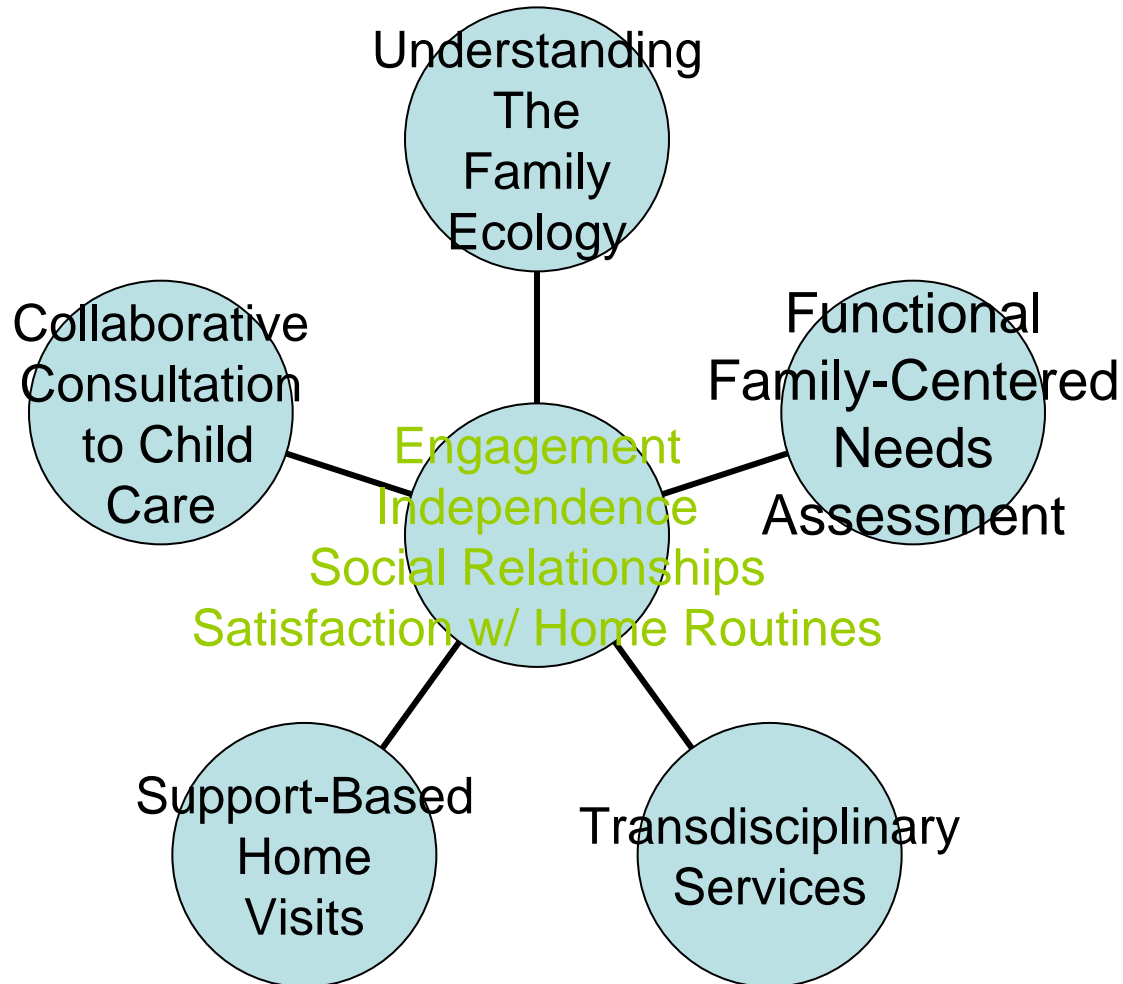 Understanding
The
Family
Ecology
Collaborative
Consultation
to Child
Care
Functional
Family-Centered
Needs
Assessment
Engagement
Independence
Social Relationships
Satisfaction w/ Home Routines
Support-Based
Home
Visits
Transdisciplinary
Services